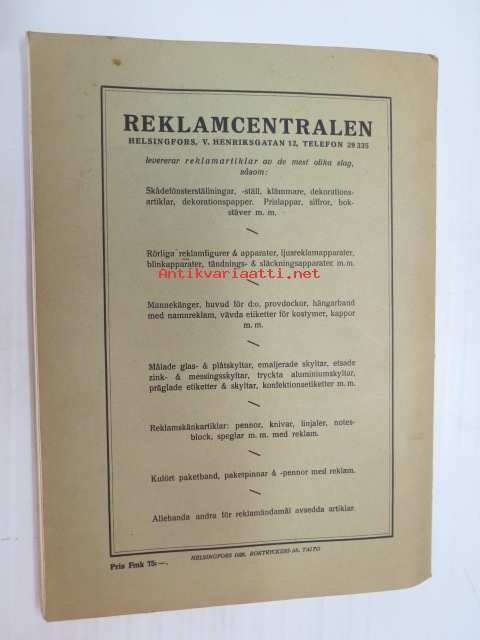 REKLAMCENTRALEN
HELSINGFORS, V. HENRIKSGATAN 12, TELEFON 29 335
levererar reklamartiklar av de mest olika slag,
såsom:
Skådefönsterställningar, -ställ, klämmare, dekorations-
artiklar, dekorationspapper. Prislappar, siffror, bok-
stäver m. m.
Rörliga reklamfigurer & apparater, ljusreklamapparater,
blinkapparater, tändnings- & släckningsapparater m. m.
Antikvariaatti.net
Mannekänger, huvud för d:o, provdockor, hängarband
med namnreklam, vävda etiketter för kostymer, kappor
m. m.
Målade glas- & plåtskyltar, emaljerade skyltar, etsade
zink- & messingsskyltar, tryckta aluminiumskyltar,
präglade etiketter & skyltar, konfektionsetiketter m. m.
Reklamskänkartiklar: pennor, knivar, linjaler, notes-
block, speglar m. m. med reklam.
Kulört paketband, paketpinnar & -pennor med reklam.
Allehanda andra för reklamändamål avsedda artiklar.
Pris Fmk 75:—.
HELSINGFORS 1928, BOKTRYCKERI-AB. TAITO